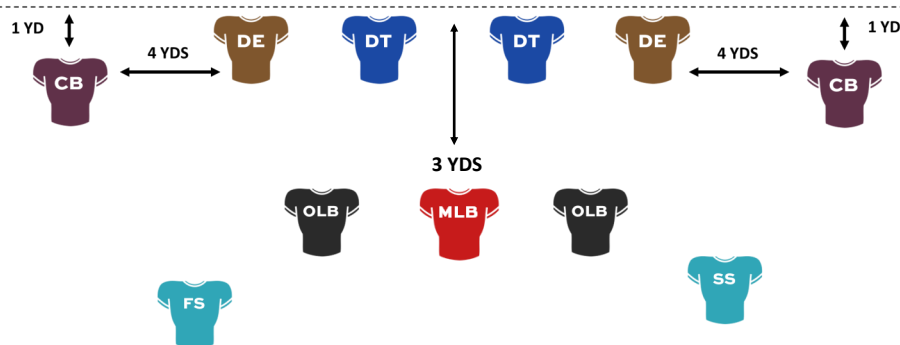 1 YD
DE
DT
DT
DE
1 YD
4 YDS
4 YDS
CB
CB
3 YDS
OLB
MLB
OLB
FS
SS